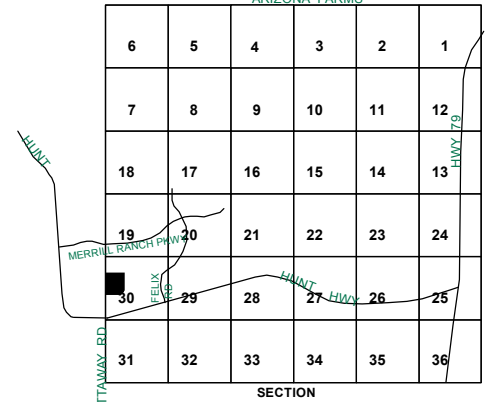 ARIZONA FARMS
6 5 4 3 2 1
7 8 9 10 11 12
HWY 79
HUNT
18 17 16 15 14 13
19 20 21 22 23 24
MERRILL RANCH PKWY
FELIX RD
HUNT HWY
30 29 28 27 26 25
TTAWAY RD
31 32 33 34 35 36
SECTION